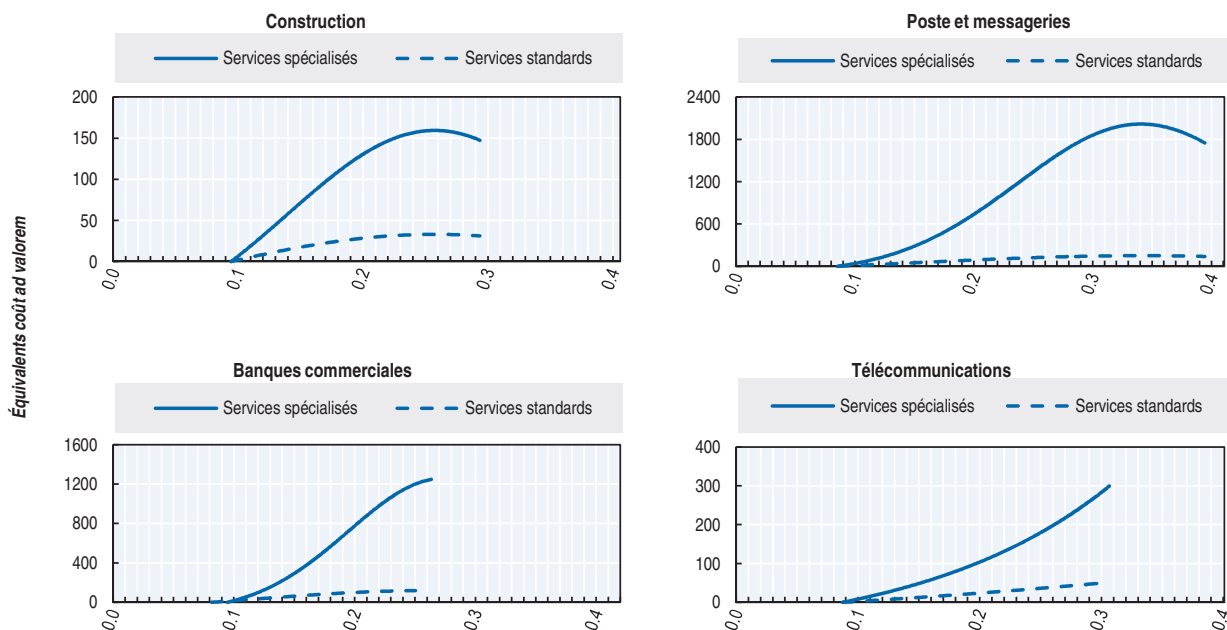 Construction
Services spécialisés Services standards
200
150
100
50
0
0.0 0.1 0.2 0.3 0.4
Poste et messageries
Services spécialisés Services standards
2400
1800
1200
600
0
0.0 0.1 0.2 0.3 0.4
Équivalents coût ad valorem
Banques commerciales
Services spécialisés Services standards
1600
1200
800
400
0
0.0 0.1 0.2 0.3 0.4
Télécommunications
Services spécialisés Services standards
400
300
200
100
0
0.0 0.1 0.2 0.3 0.4